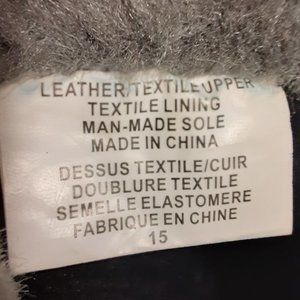 LEATHER/TEXTILE UPPER
TEXTILE LINING
MAN-MADE SOLE
MADE IN CHINA
DESSUS TEXTILE/CUIR
DOUBLURE TEXTILE
SEMELLE ELASTOMERE
FABRIQUE EN CHINE
15